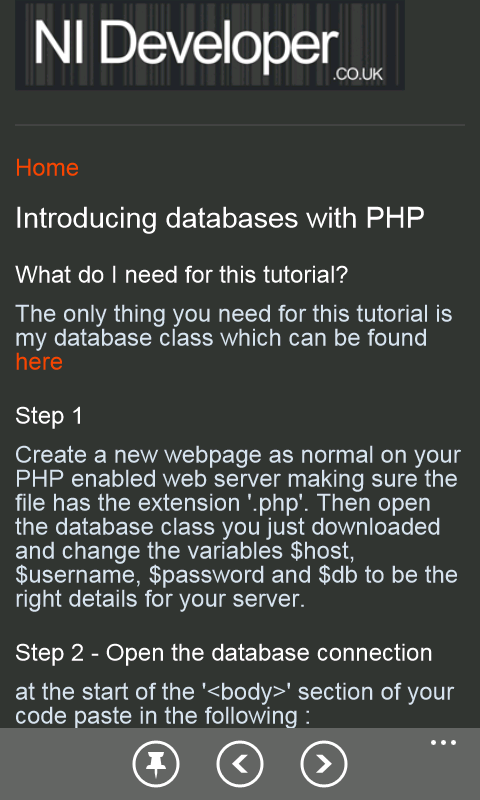 NI Developer
.CO.UK
Home
Introducing databases with PHP
What do I need for this tutorial?
The only thing you need for this tutorial is
my database class which can be found
here
Step 1
Create a new webpage as normal on your
PHP enabled web server making sure the
file has the extension '.php'. Then open
the database class you just downloaded
and change the variables $host,
$username, $password and $db to be the
right details for your server.
Step 2 - Open the database connection
at the start of the '<body>' section of your
code paste in the following :